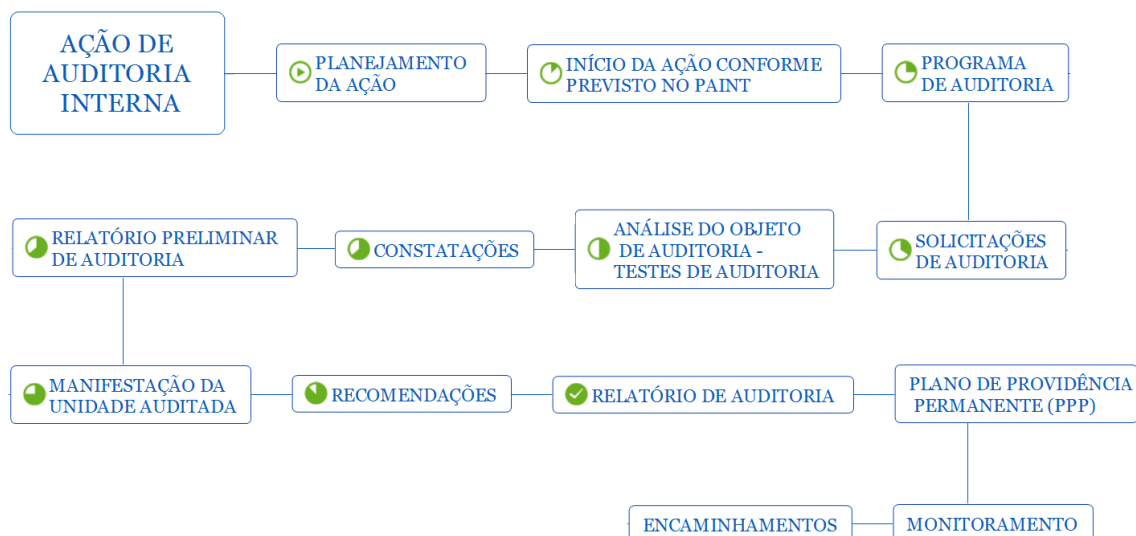 AÇÃO DE
AUDITORIA
INTERNA
PLANEJAMENTO
DA AÇÃO
INÍCIO DA AÇÃO CONFORME
PREVISTO NO PAINT
PROGRAMA
DE AUDITORIA
SOLICITAÇÕES
DE AUDITORIA
ANÁLISE DO OBJETO
DE AUDITORIA -
TESTES DE AUDITORIA
CONSTATAÇÕES
RELATÓRIO PRELIMINAR
DE AUDITORIA
MANIFESTAÇÃO DA
UNIDADE AUDITADA
RECOMENDAÇÕES
RELATÓRIO DE AUDITORIA
PLANO DE PROVIDÊNCIA
PERMANENTE (PPP)
MONITORAMENTO
ENCAMINHAMENTOS